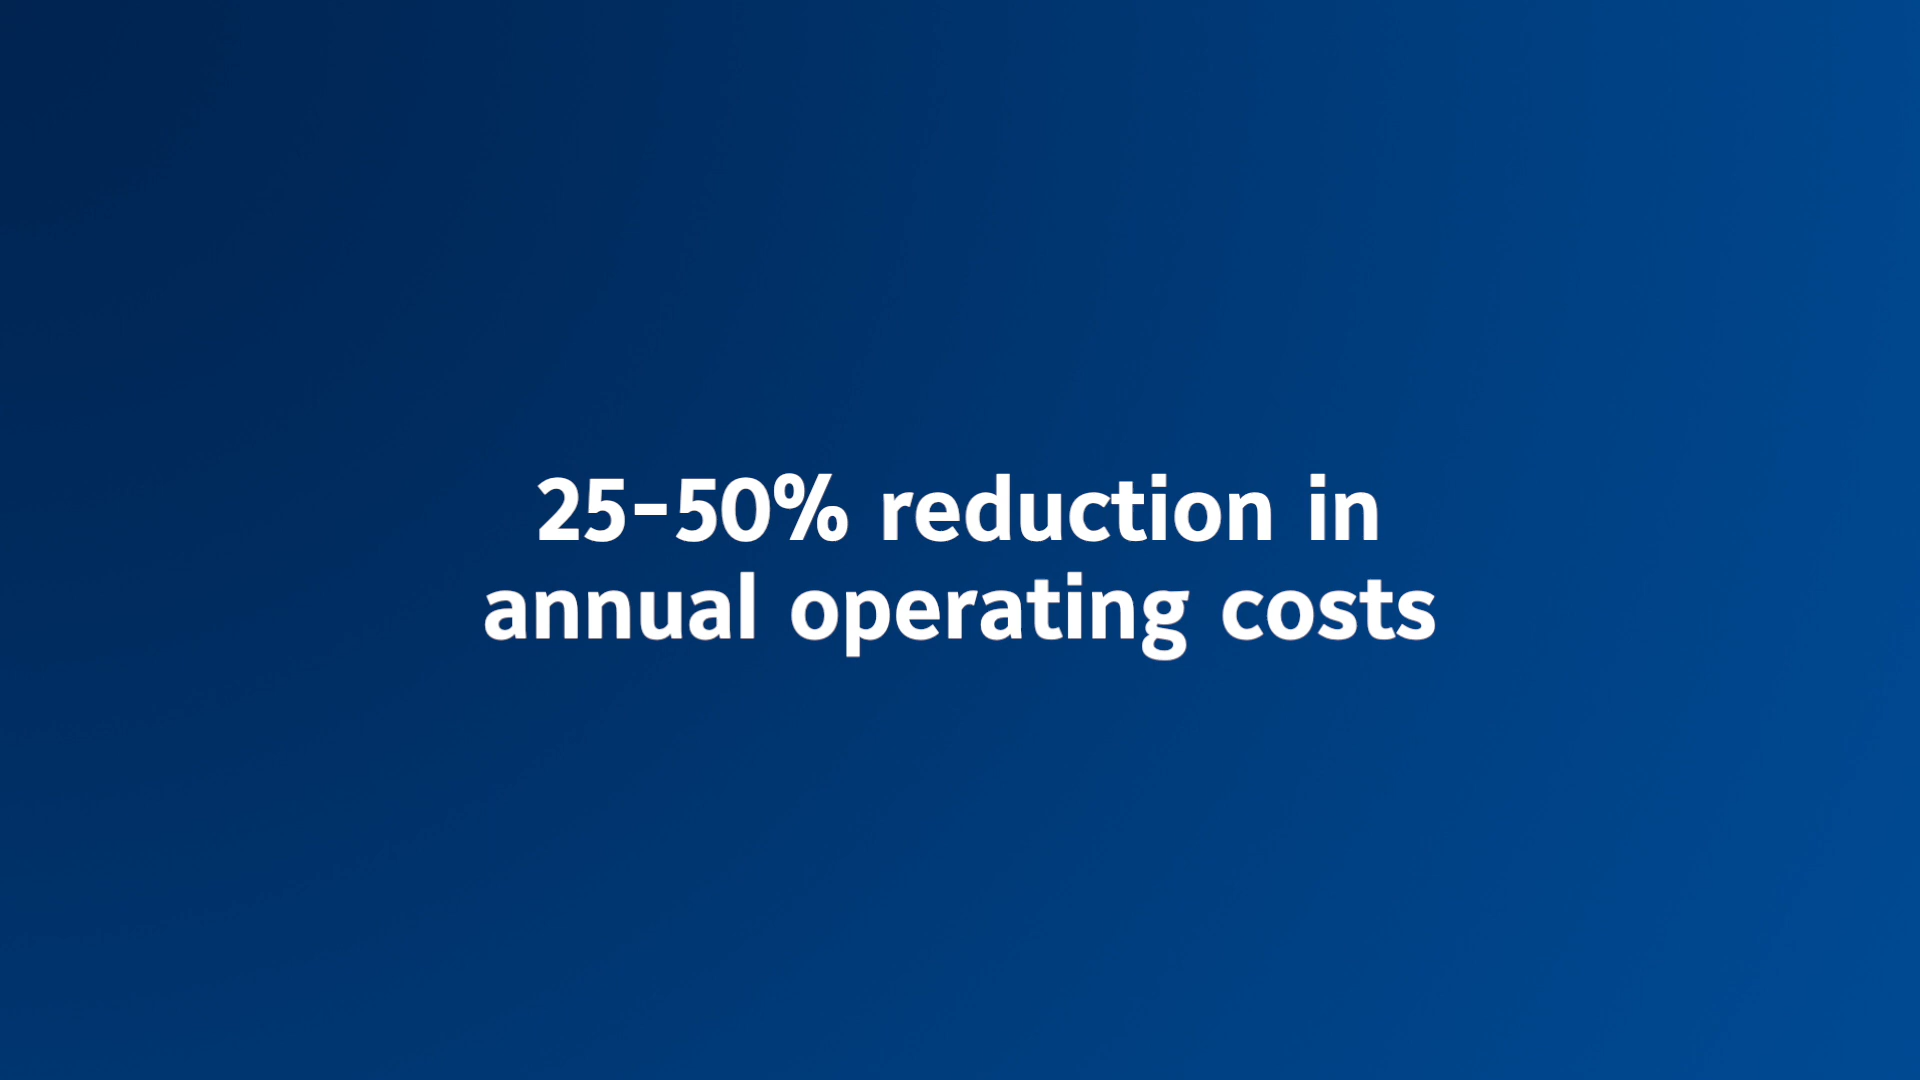 25-50% reduction in
annual operating costs